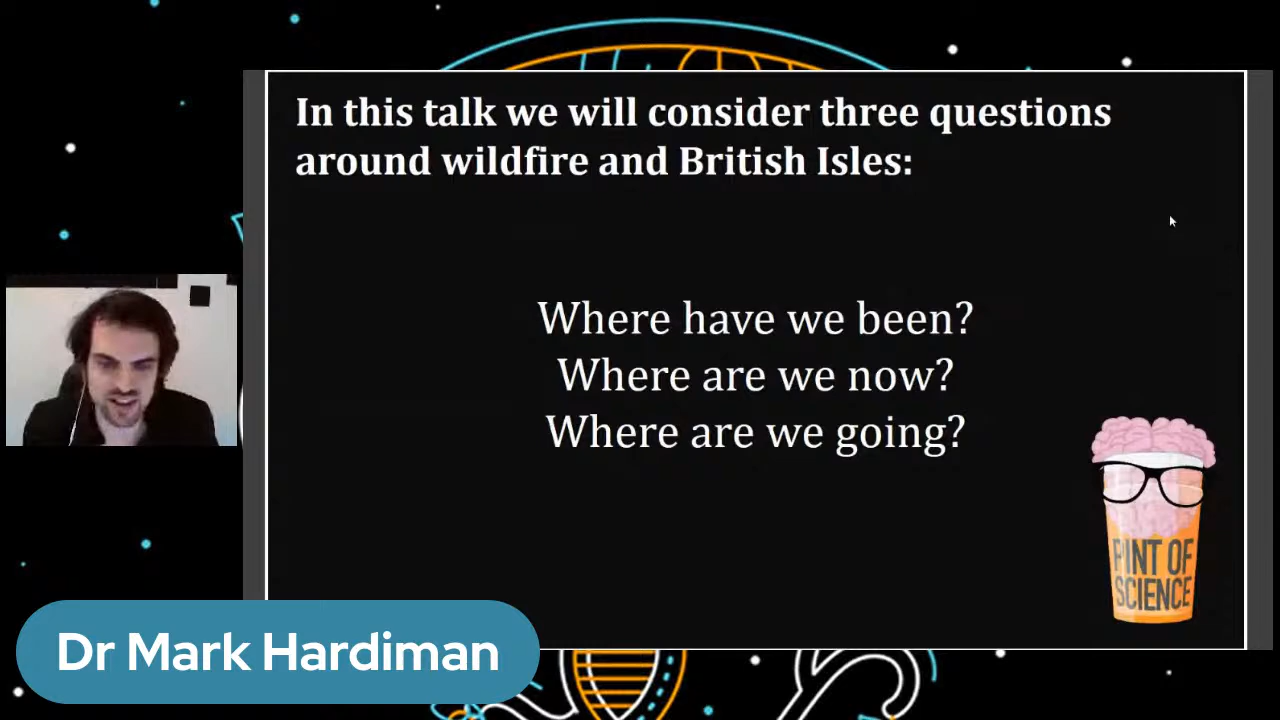 In this talk we will consider three questions
around wildfire and British Isles:
Where have we been?
Where are we now?
Where are we going?
PINT OF
SCIENCE
Dr Mark Hardiman